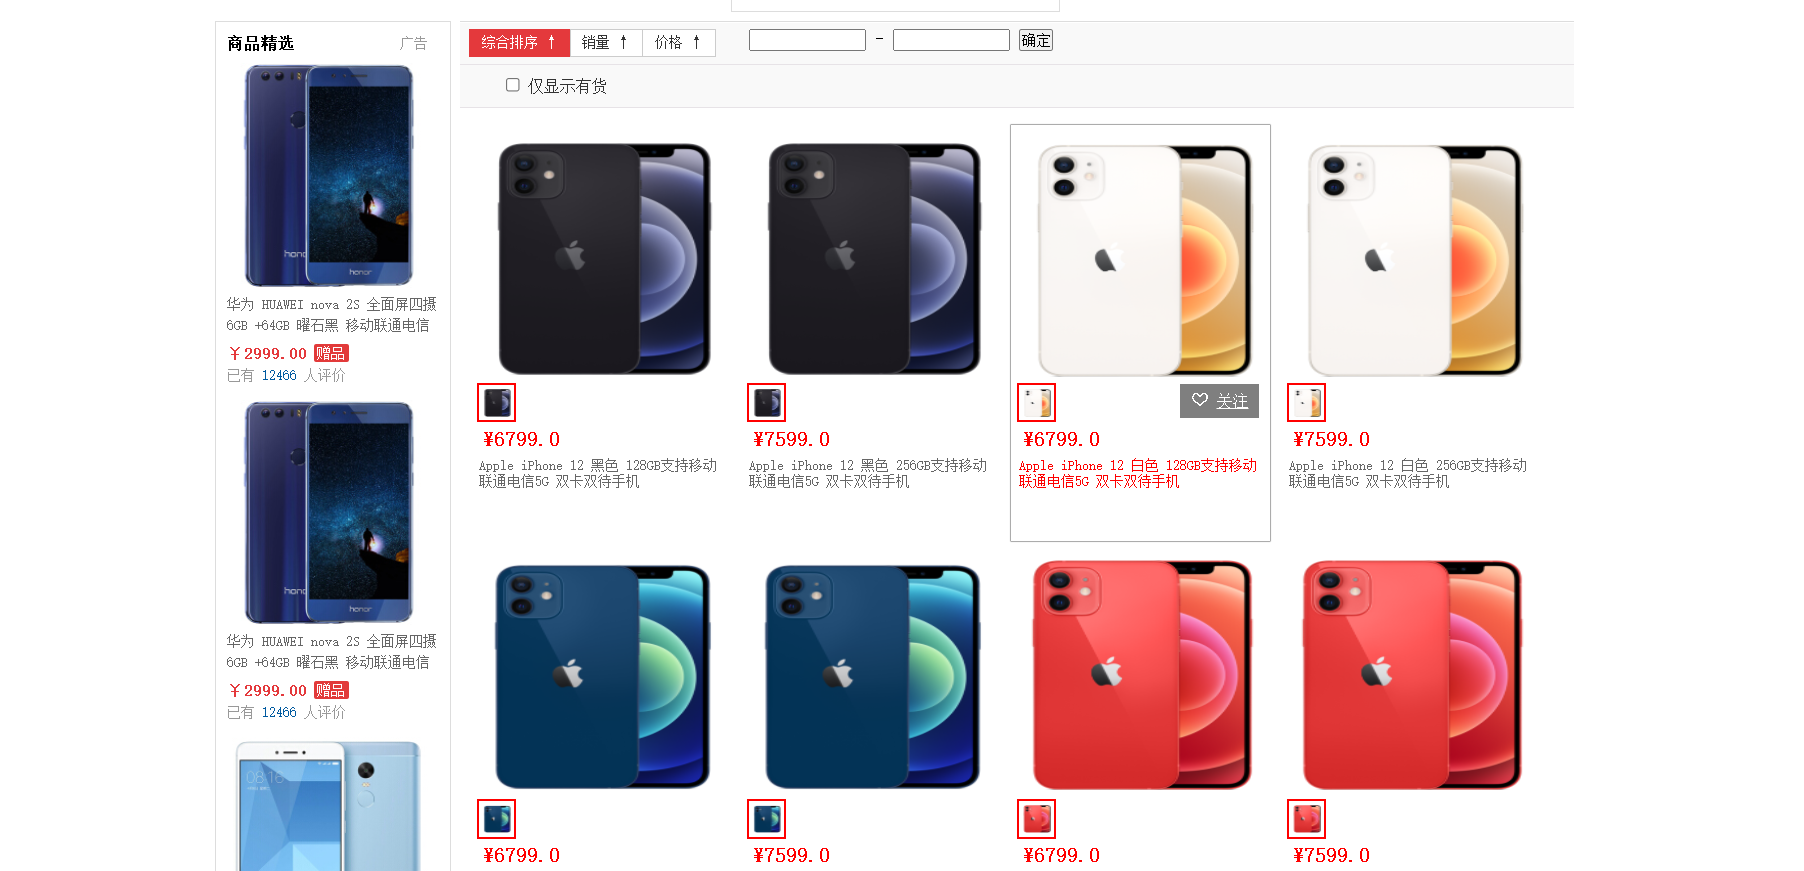 商品精选 广告
华为 HUAWEI nova 2S 全面屏四摄
6GB +64GB 曜石黑 移动联通电信
￥2999.00 赠品
已有 12466 人评价
华为 HUAWEI nova 2S 全面屏四摄
6GB +64GB 曜石黑 移动联通电信
￥2999.00 赠品
已有 12466 人评价
08:16
综合排序 ↑ 销量 ↑ 价格 ↑ - 确定
仅显示有货
¥6799.0
Apple iPhone 12 黑色 128GB支持移动
联通电信5G 双卡双待手机
¥7599.0
Apple iPhone 12 黑色 256GB支持移动
联通电信5G 双卡双待手机
关注
¥6799.0
Apple iPhone 12 白色 128GB支持移动
联通电信5G 双卡双待手机
¥7599.0
Apple iPhone 12 白色 256GB支持移动
联通电信5G 双卡双待手机
¥6799.0
¥7599.0
¥6799.0
¥7599.0
honor
honor
honor
honor